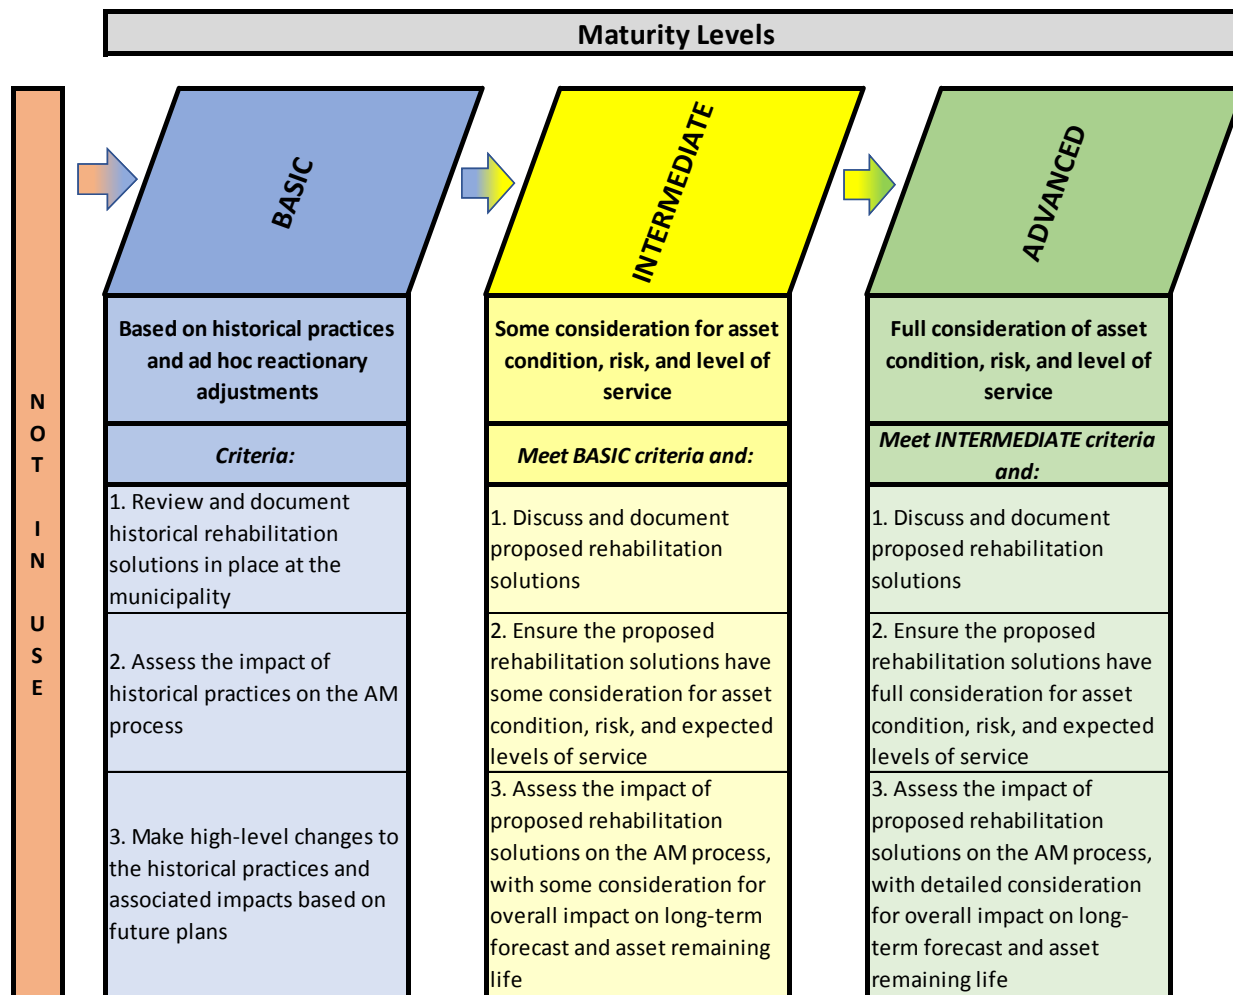 Maturity Levels
NOT IN USE
BASIC
Based on historical practices
and ad hoc reactionary
adjustments
Criteria:
1. Review and document
historical rehabilitation
solutions in place at the
municipality
2. Assess the impact of
historical practices on the AM
process
3. Make high-level changes to
the historical practices and
associated impacts based on
future plans
INTERMEDIATE
Some consideration for asset
condition, risk, and level of
service
Meet BASIC criteria and:
1. Discuss and document
proposed rehabilitation
solutions
2. Ensure the proposed
rehabilitation solutions have
some consideration for asset
condition, risk, and expected
levels of service
3. Assess the impact of
proposed rehabilitation
solutions on the AM process,
with some consideration for
overall impact on long-term
forecast and asset remaining
life
ADVANCED
Full consideration of asset
condition, risk, and level of
service
Meet INTERMEDIATE criteria
and:
1. Discuss and document
proposed rehabilitation
solutions
2. Ensure the proposed
rehabilitation solutions have
full consideration for asset
condition, risk, and expected
levels of service
3. Assess the impact of
proposed rehabilitation
solutions on the AM process,
with detailed consideration
for overall impact on long-
term forecast and asset
remaining life